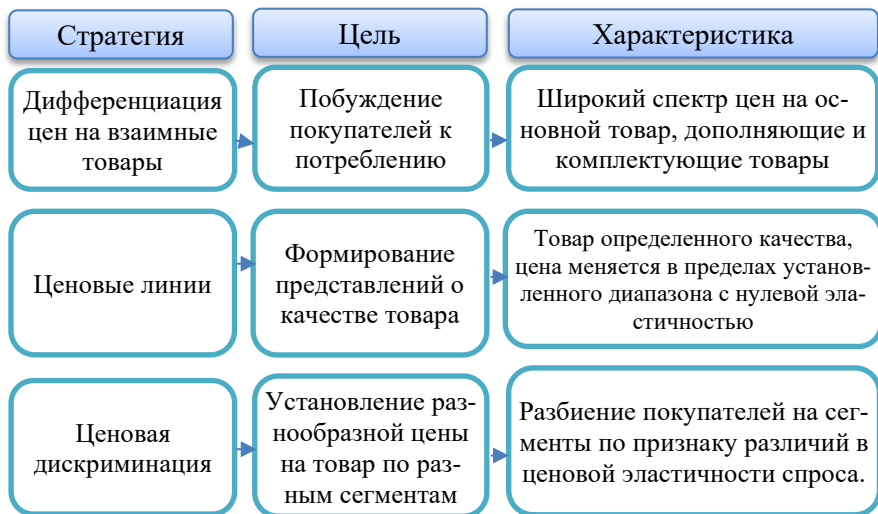 Стратегия
Цель
Характеристика
Дифференциация
цен на взаимные
товары
Побуждение
покупателей к
потреблению
Широкий спектр цен на ос-
новной товар, дополняющие и
комплектующие товары
Ценовые линии
Формирование
представлений о
качестве товара
Товар определенного качества,
цена меняется в пределах установ-
ленного диапазона с нулевой эла-
стичностью
Ценовая
дискриминация
Установление раз-
нообразной цены
на товар по раз-
ным сегментам
Разбиение покупателей на сег-
менты по признаку различий в
ценовой эластичности спроса.